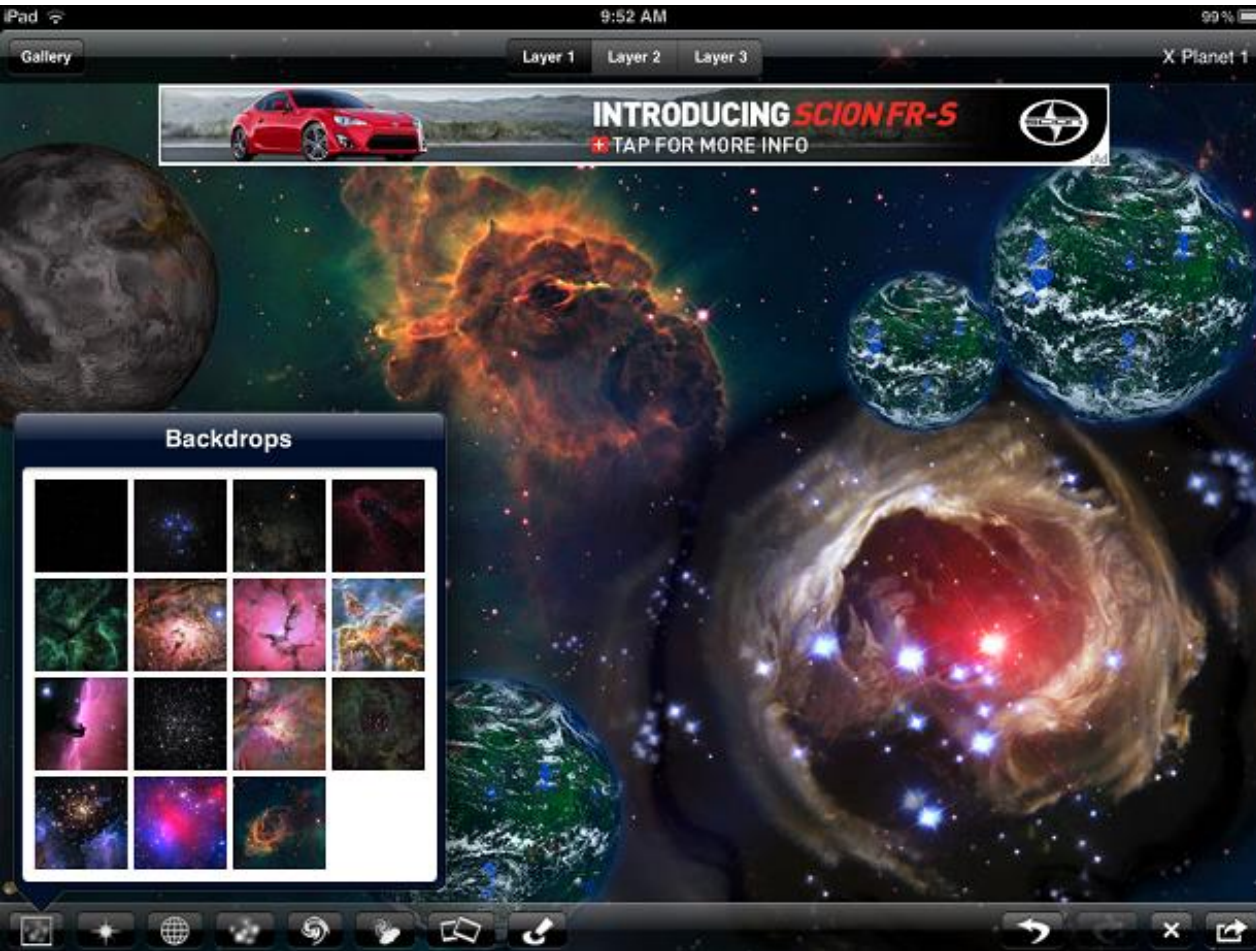 iPad
9:52 AM
99%
Gallery
Layer 1
Layer 2
Layer 3
X Planet 1
INTRODUCING SCION FR-S
+ TAP FOR MORE INFO
SCION
iAd
Backdrops